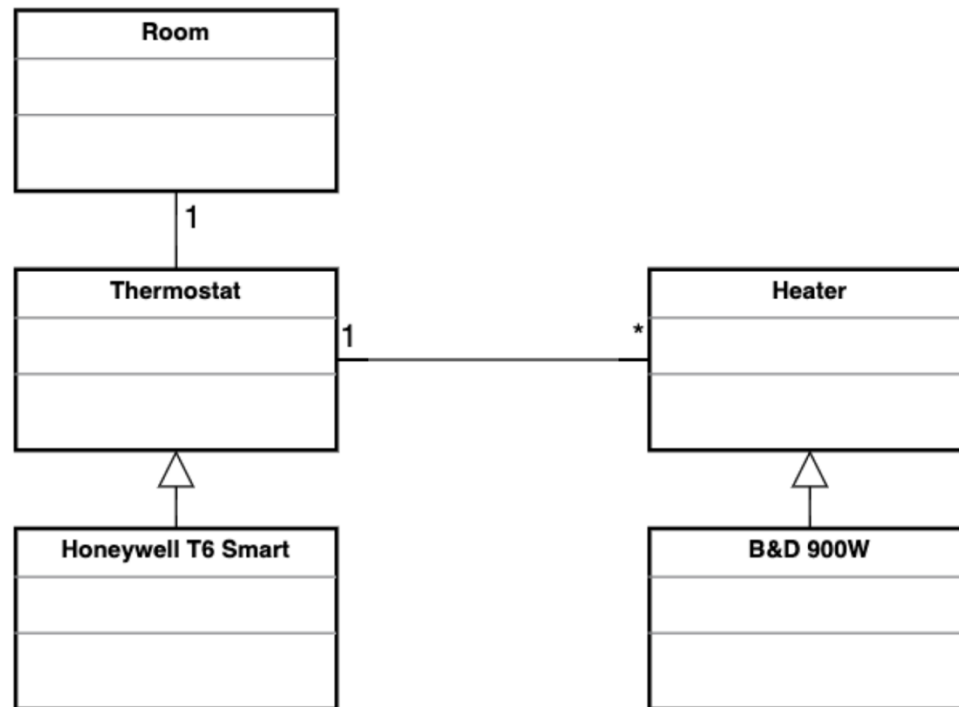 Room
1
Thermostat
Heater
1
*
Honeywell T6 Smart
B&D 900W